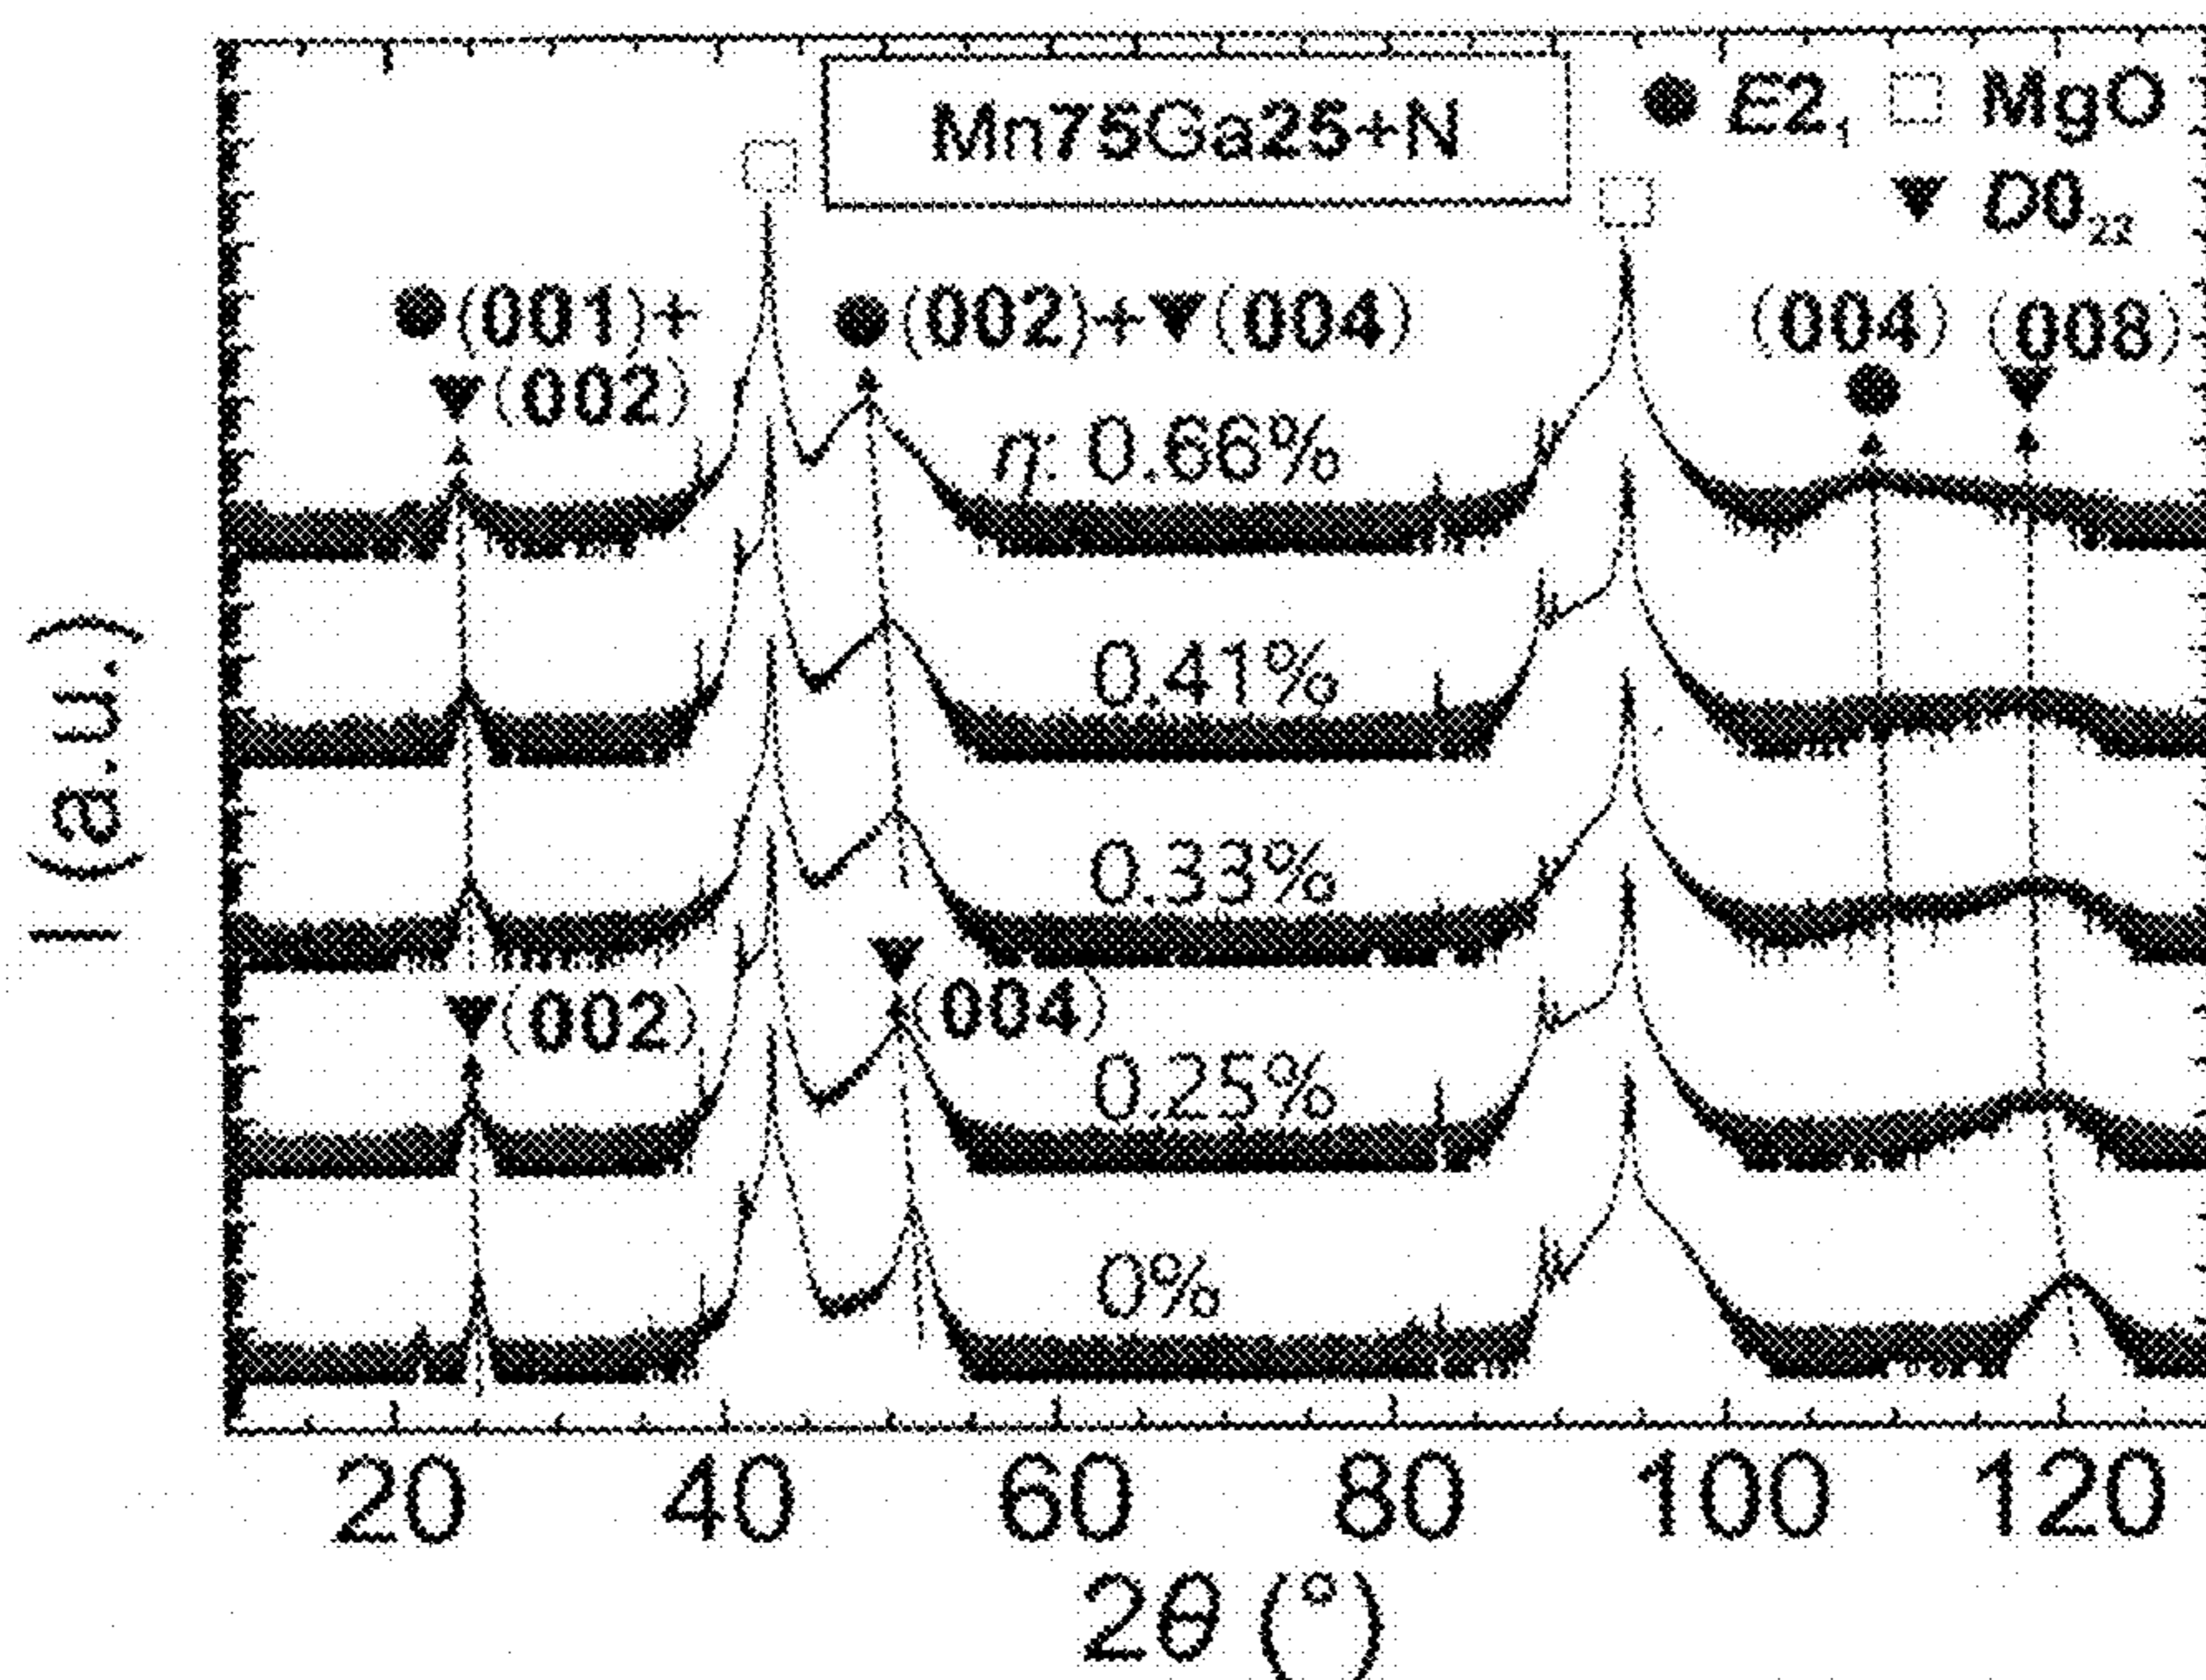 Mn75Ga25+N
● E2₁ □ MgO
▼ D0₂₂
●(001)+
▼(002)
●(002)+▼(004)
(004) (008)
η: 0.66%
0.41%
0.33%
▼(002)
(004)
0.25%
0%
I (a.u.)
20 40 60 80 100 120
2θ (°)